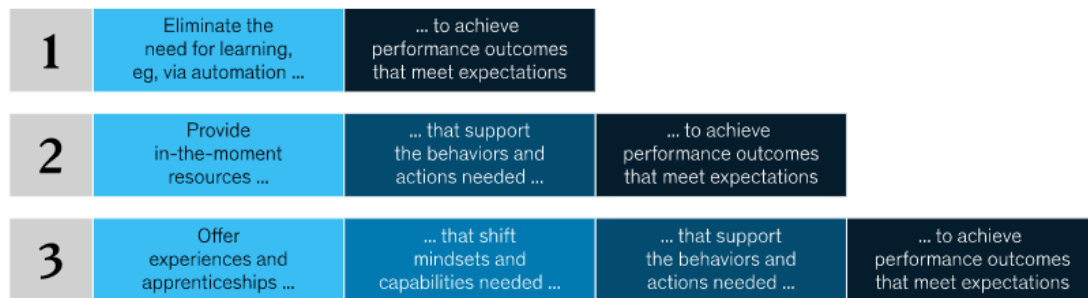 1
Eliminate the
need for learning,
eg, via automation ...
... to achieve
performance outcomes
that meet expectations
2
Provide
in-the-moment
resources ...
... that support
the behaviors and
actions needed ...
... to achieve
performance outcomes
that meet expectations
3
Offer
experiences and
apprenticeships ...
... that shift
mindsets and
capabilities needed ...
... that support
the behaviors and
actions needed ...
... to achieve
performance outcomes
that meet expectations